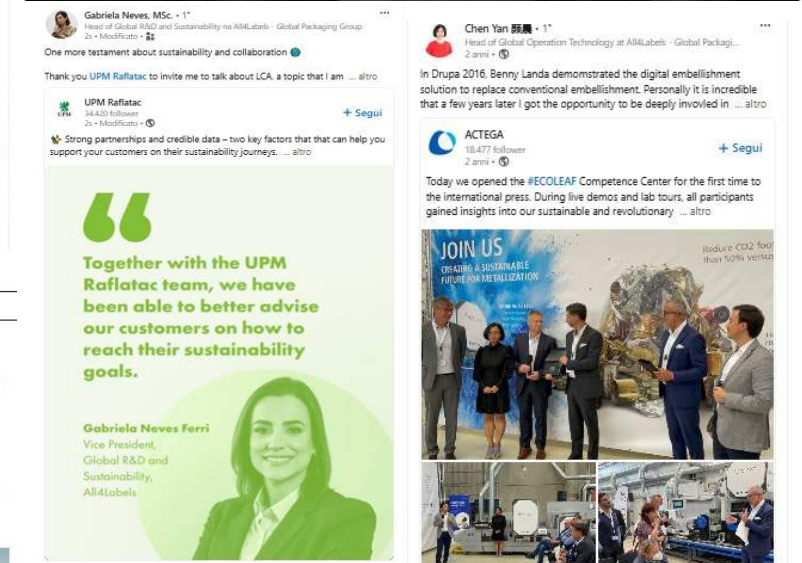 Gabriela Neves, MSc. • 1°
Head of Global R&D and Sustainability na All4Labels - Global Packaging Group
2s • Modificato •
One more testament about sustainability and collaboration
Thank you UPM Raflatac to invite me to talk about LCA, a topic that I am ... altro
UPM
UPM Raflatac
34.420 follower
2s • Modificato •
+ Segui
Strong partnerships and credible data – two key factors that that can help you
support your customers on their sustainability journeys. ... altro
Together with the UPM
Raflatac team, we have
been able to better advise
our customers on how to
reach their sustainability
goals.
Gabriela Neves Ferri
Vice President,
Global R&D and
Sustainability,
All4Labels
Chen Yan 顔晨 • 1°
Head of Global Operation Technology at All4Labels - Global Packagi...
2 anni •
In Drupa 2016, Benny Landa demomstrated the digital embellishment
solution to replace conventional embellishment. Personally it is incredible
that a few years later I got the opportunity to be deeply invovled in ... altro
ACTEGA
18.477 follower
2 anni •
+ Segui
Today we opened the #ECOLEAF Competence Center for the first time to
the international press. During live demos and lab tours, all participants
gained insights into our sustainable and revolutionary ... altro
JOIN US
CREATING A SUSTAINABLE
FUTURE FOR METALLIZATION
Reduce CO2 foo
than 50% versus